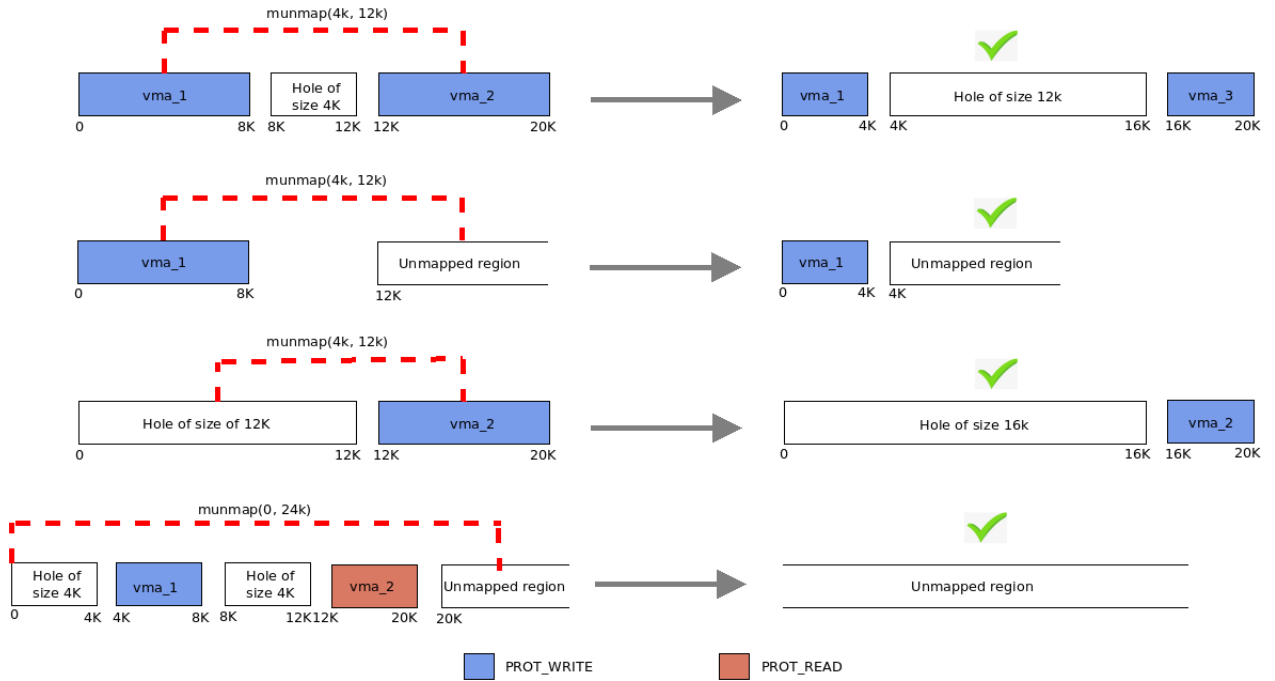 munmap(4k, 12k)
vma_1
Hole of
size 4K
vma_2
vma_1
Hole of size 12k
vma_3
0
8K
8K
12K
12K
20K
0
4K
4K
16K
16K
20K
munmap(4k, 12k)
vma_1
Unmapped region
vma_1
Unmapped region
0
8K
12K
0
4K
4K
munmap(4k, 12k)
Hole of size of 12K
vma_2
Hole of size 16k
vma_2
0
12K
12K
20K
0
16K
16K
20K
munmap(0, 24k)
Hole of
size 4K
vma_1
Hole of
size 4K
vma_2
Unmapped region
Unmapped region
0
4K
4K
8K
8K
12K
12K
20K
20K
PROT_WRITE
PROT_READ